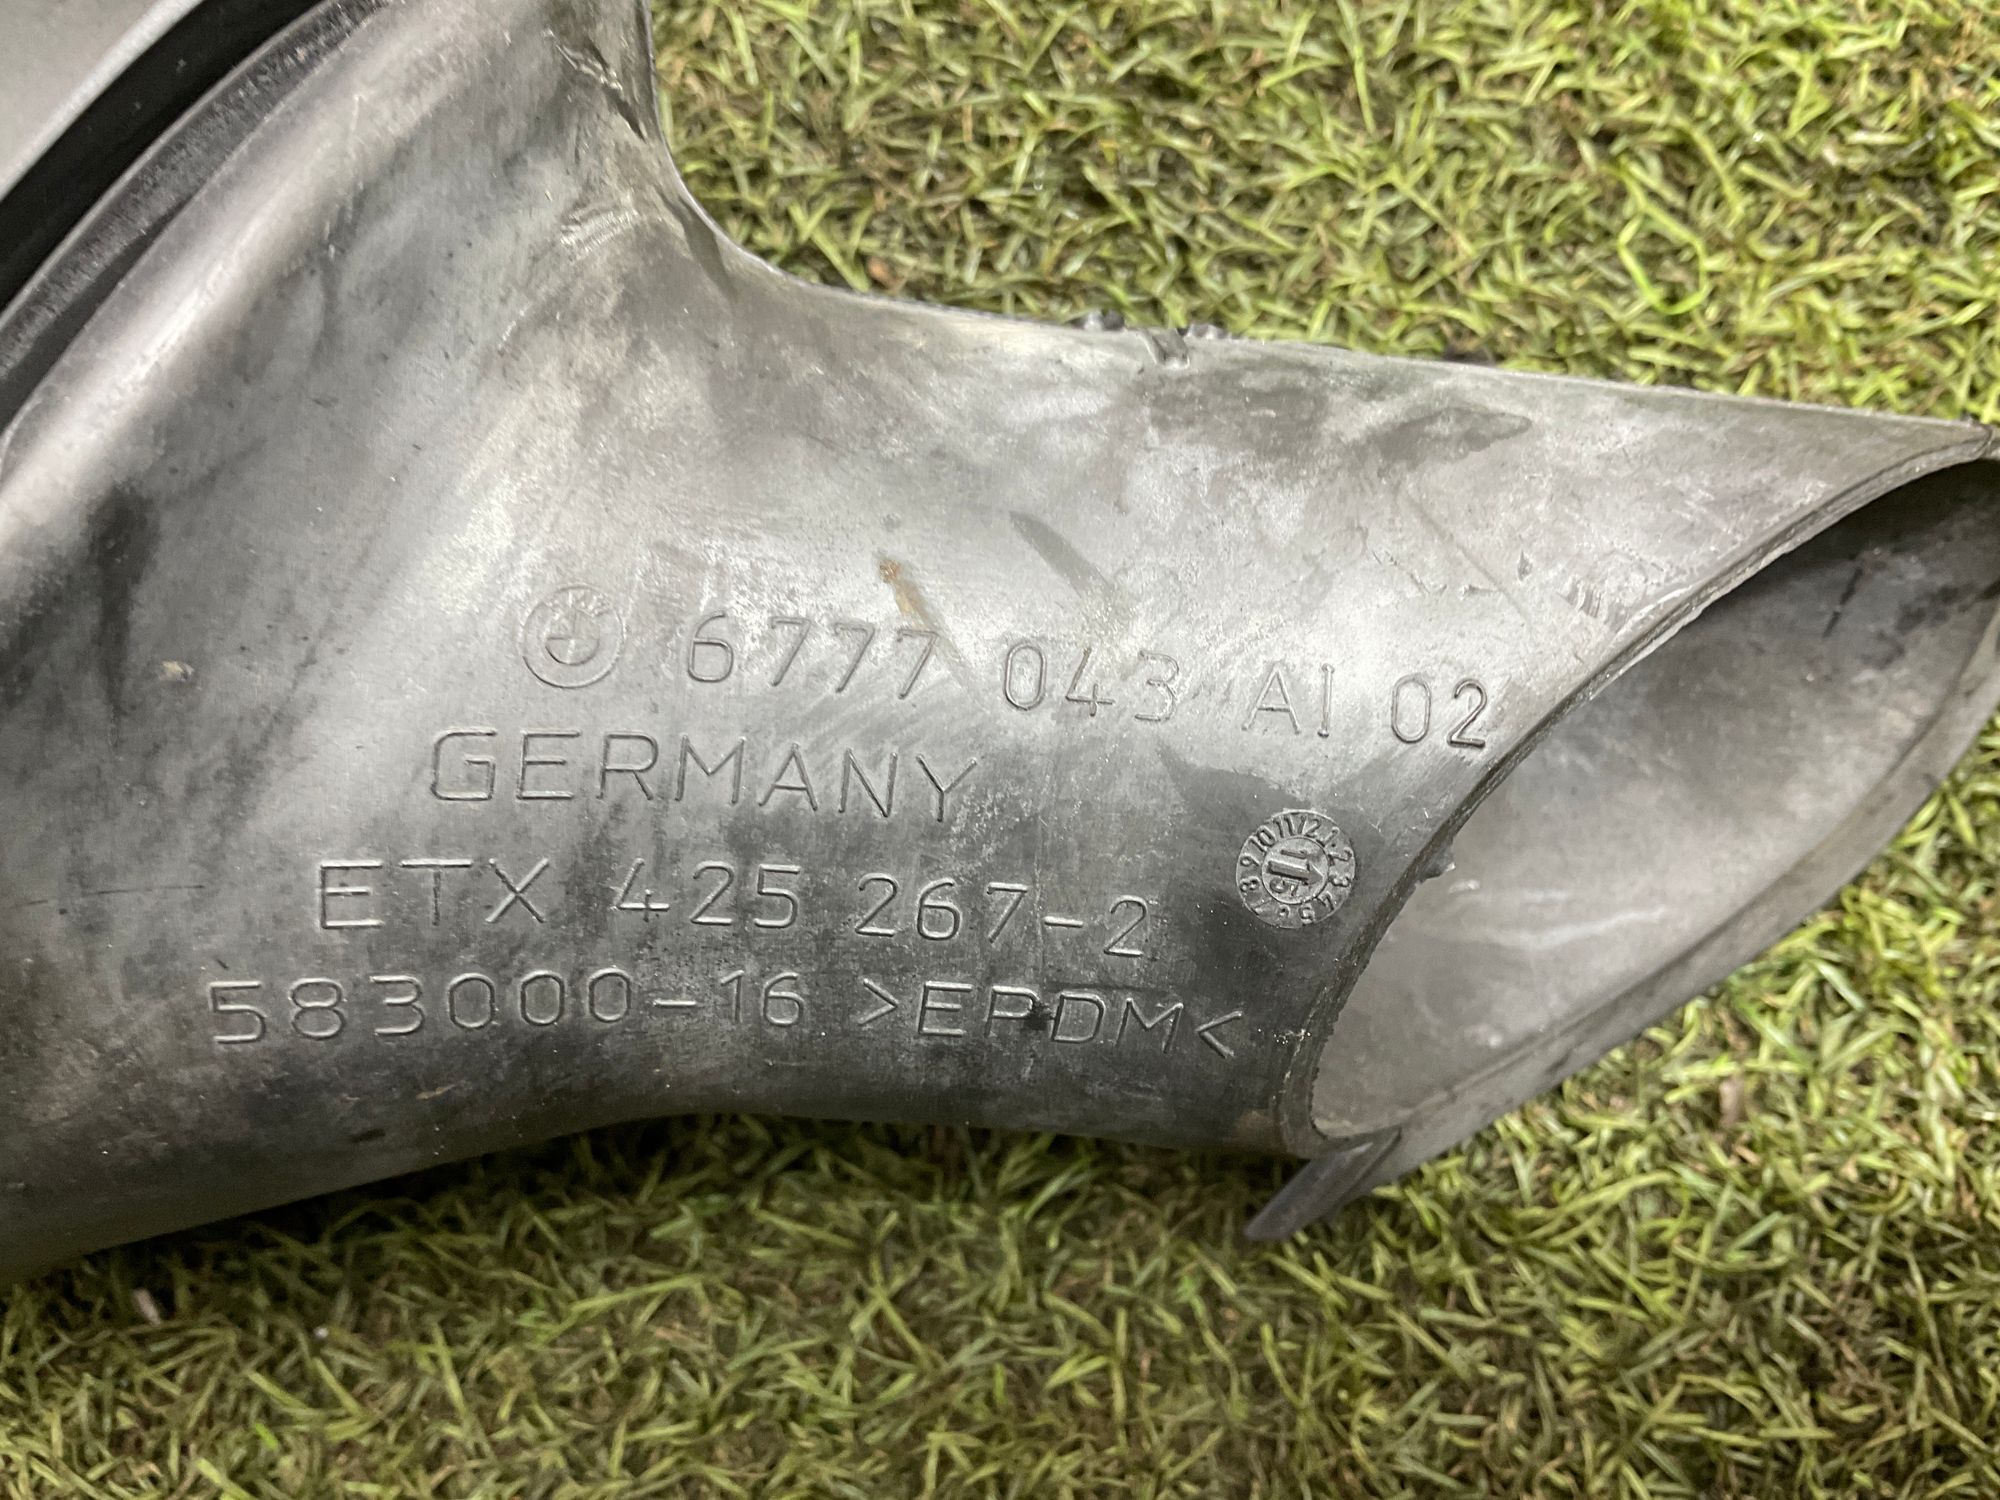 6777 043 AI 02
GERMANY
ETX 425 267-2
583000-16 >EPDM<